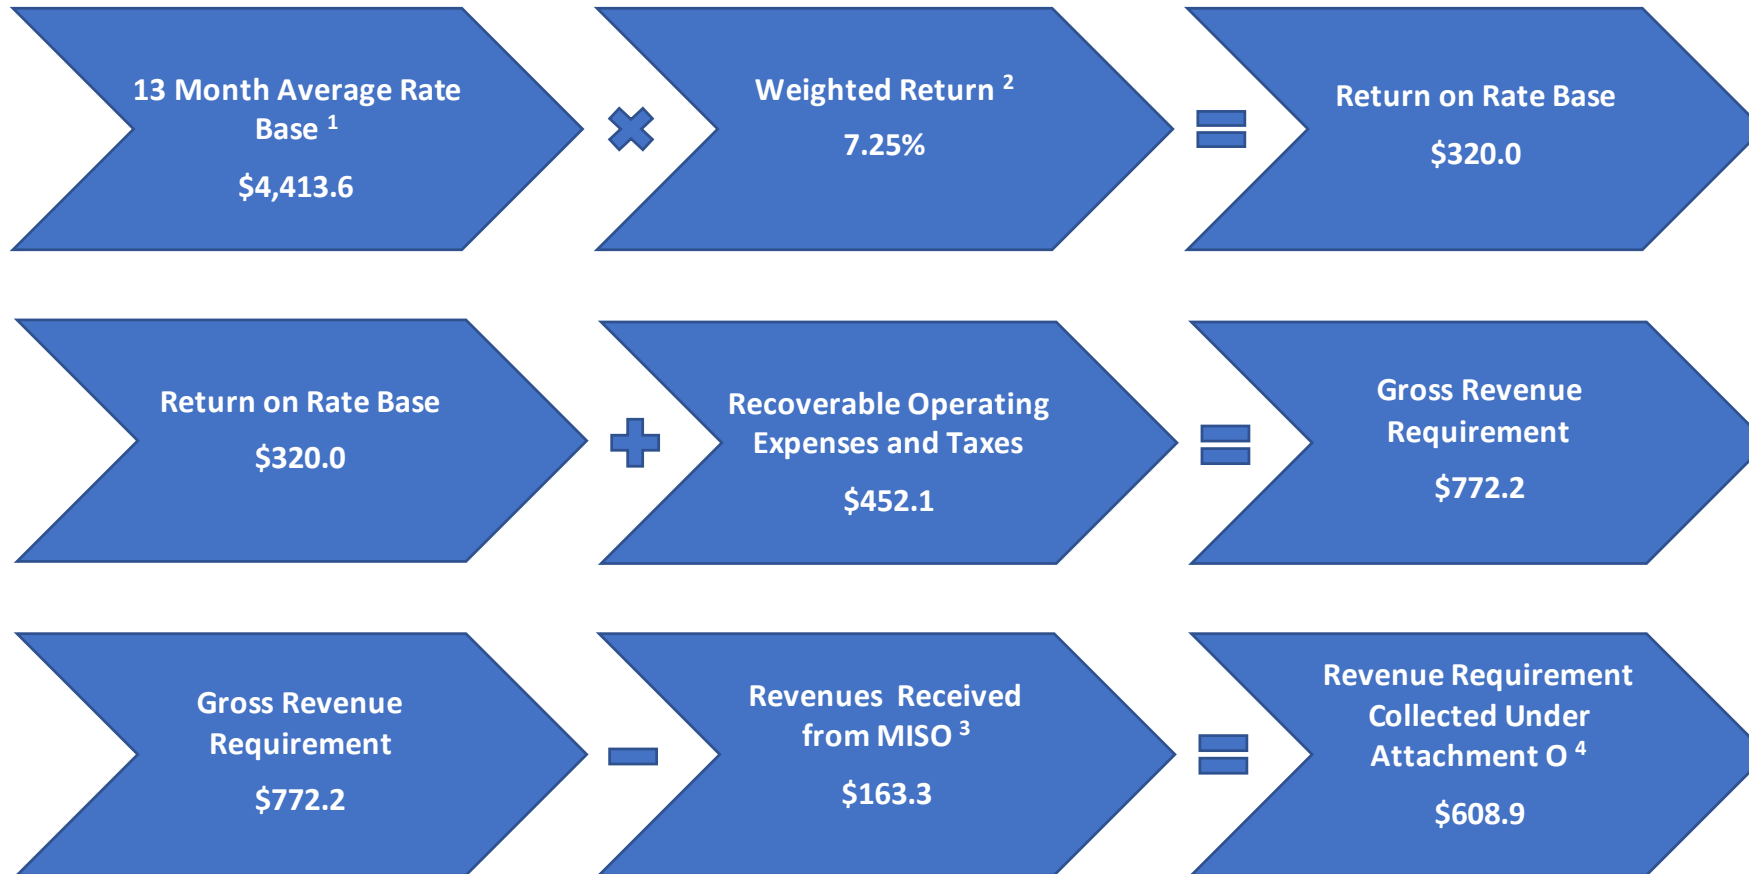 13 Month Average Rate
Base 1
$4,413.6
Weighted Return 2
7.25%
Return on Rate Base
$320.0
Return on Rate Base
$320.0
Recoverable Operating
Expenses and Taxes
$452.1
Gross Revenue
Requirement
$772.2
Gross Revenue
Requirement
$772.2
Revenues Received
from MISO 3
$163.3
Revenue Requirement
Collected Under
Attachment O 4
$608.9